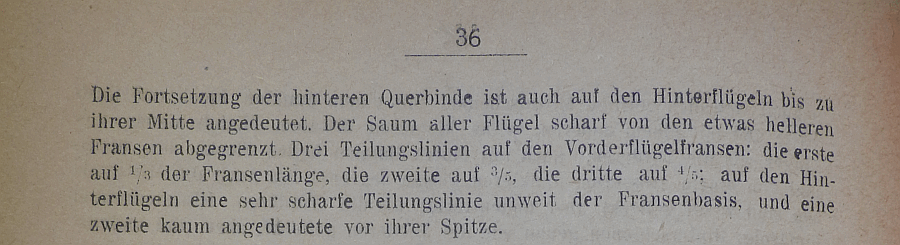 36
Die Fortsetzung der hinteren Querbinde ist auch auf den Hinterflügeln bis zu
ihrer Mitte angedeutet. Der Saum aller Flügel scharf von den etwas helleren
Fransen abgegrenzt. Drei Teilungslinien auf den Vorderflügelfransen: die erste
auf 1/3 der Fransenlänge, die zweite auf 3/5, die dritte auf 4/5; auf den Hin-
terflügeln eine sehr scharfe Teilungslinie unweit der Fransenbasis, und eine
zweite kaum angedeutete vor ihrer Spitze.